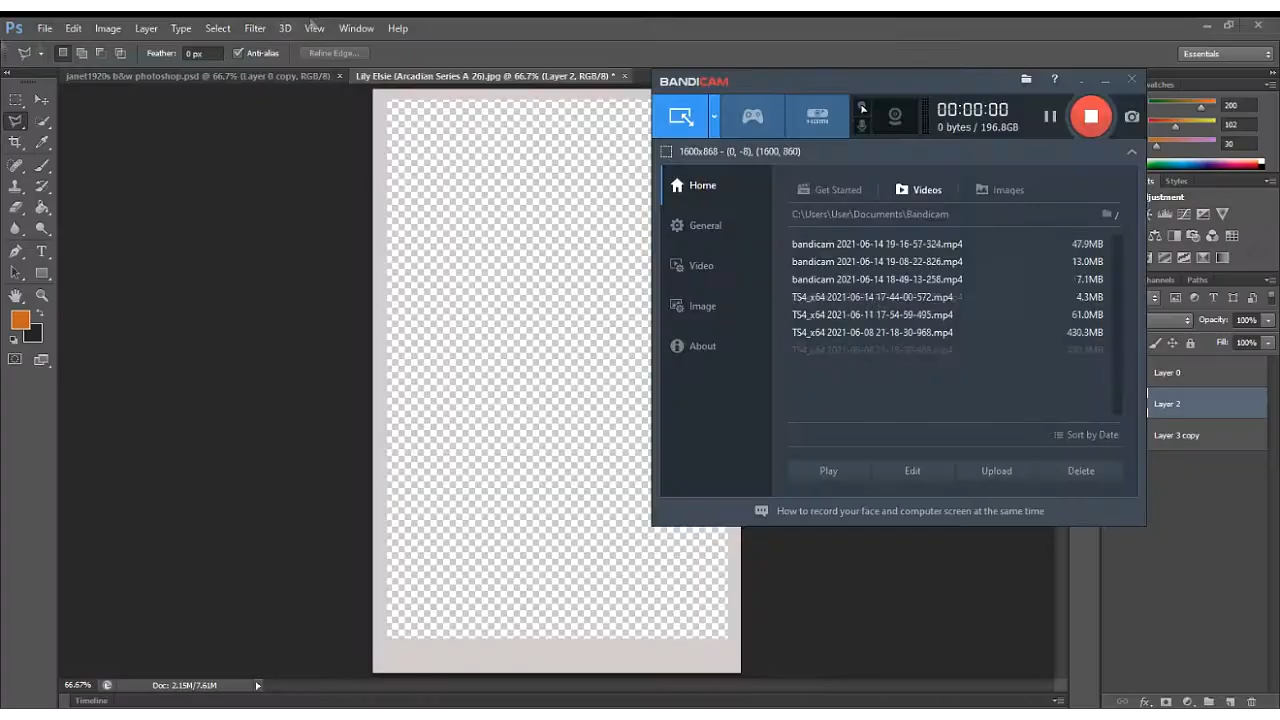 Ps File Edit Image Layer Type Select Filter 3D View Window Help
Feather: 0 px Anti-alias Refine Edge... Essentials
janet1920s b&w photoshop.psd @ 66.7% (Layer 0 copy, RGB/8) × Lily Elsie (Arcadian Series A 26).jpg @ 66.7% (Layer 2, RGB/8) * ×
BANDICAM
00:00:00
0 bytes / 196.8GB
1600x868 - (0, -8), (1600, 860)
Home
General
Video
Image
About
Get Started Videos Images
C:\Users\User\Documents\Bandicam
bandicam 2021-06-14 19-16-57-324.mp4 47.9MB
bandicam 2021-06-14 19-08-22-826.mp4 13.0MB
bandicam 2021-06-14 18-49-13-258.mp4 7.1MB
TS4_x64 2021-06-14 17-44-00-572.mp4 4.3MB
TS4_x64 2021-06-11 17-54-59-495.mp4 61.0MB
TS4_x64 2021-06-08 21-18-30-968.mp4 430.3MB
Sort by Date
Play Edit Upload Delete
How to record your face and computer screen at the same time
watches
200
102
30
Styles
djustment
hannels Paths
Opacity: 100%
Fill: 100%
Layer 0
Layer 2
Layer 3 copy
66.67% Doc: 2.15M/7.61M
Timeline